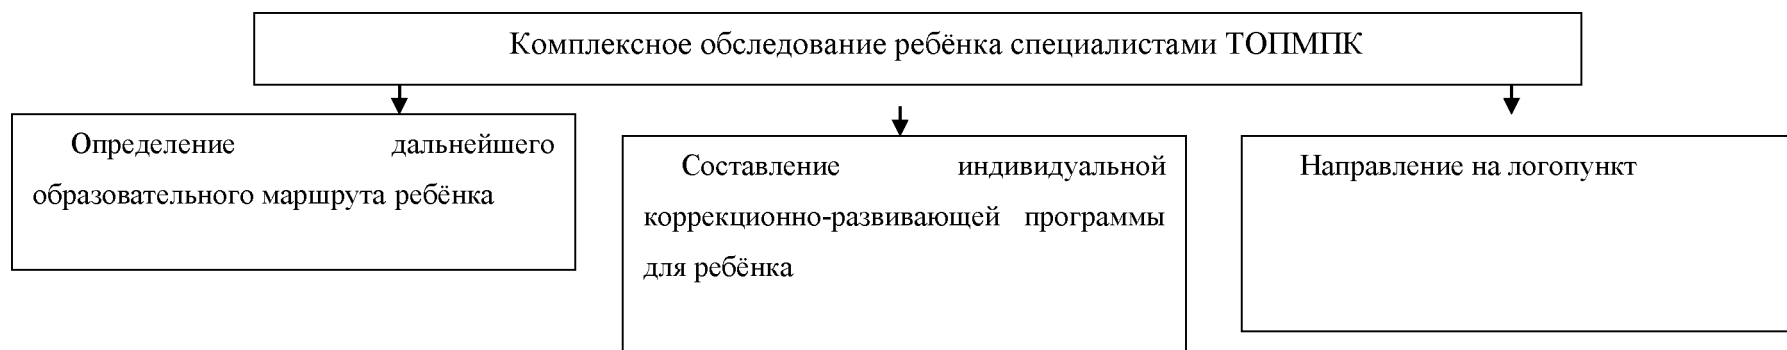 Комплексное обследование ребёнка специалистами ТОПМПК
Определение дальнейшего
образовательного маршрута ребёнка
Составление индивидуальной
коррекционно-развивающей программы
для ребёнка
Направление на логопункт